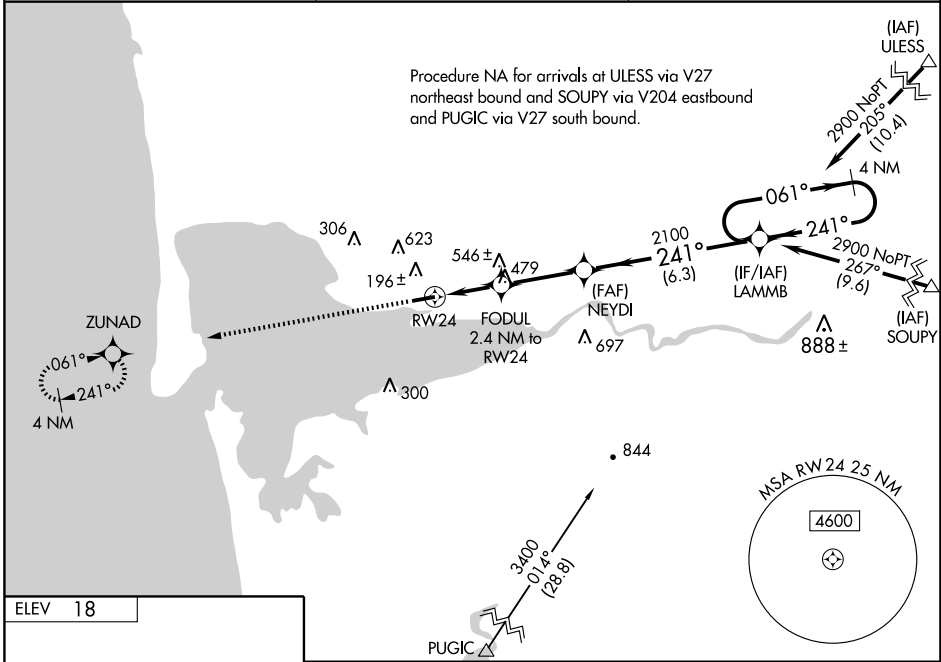 (IAF)
ULESS
Procedure NA for arrivals at ULESS via V27
northeast bound and SOUPY via V204 eastbound
and PUGIC via V27 south bound.
2900 NoPT
205°
(10.4)
4 NM
061°
241°
306
623
546 ±
479
196 ±
2100
241°
(6.3)
2900 NoPT
267°
(9.6)
(IF/IAF)
LAMMB
(FAF)
NEYDI
RW24
FODUL
2.4 NM to
RW24
(IAF)
SOUPY
ZUNAD
061°
241°
4 NM
697
888 ±
300
844
MSA RW24 25 NM
4600
3400
014°
(28.8)
ELEV 18
PUGIC